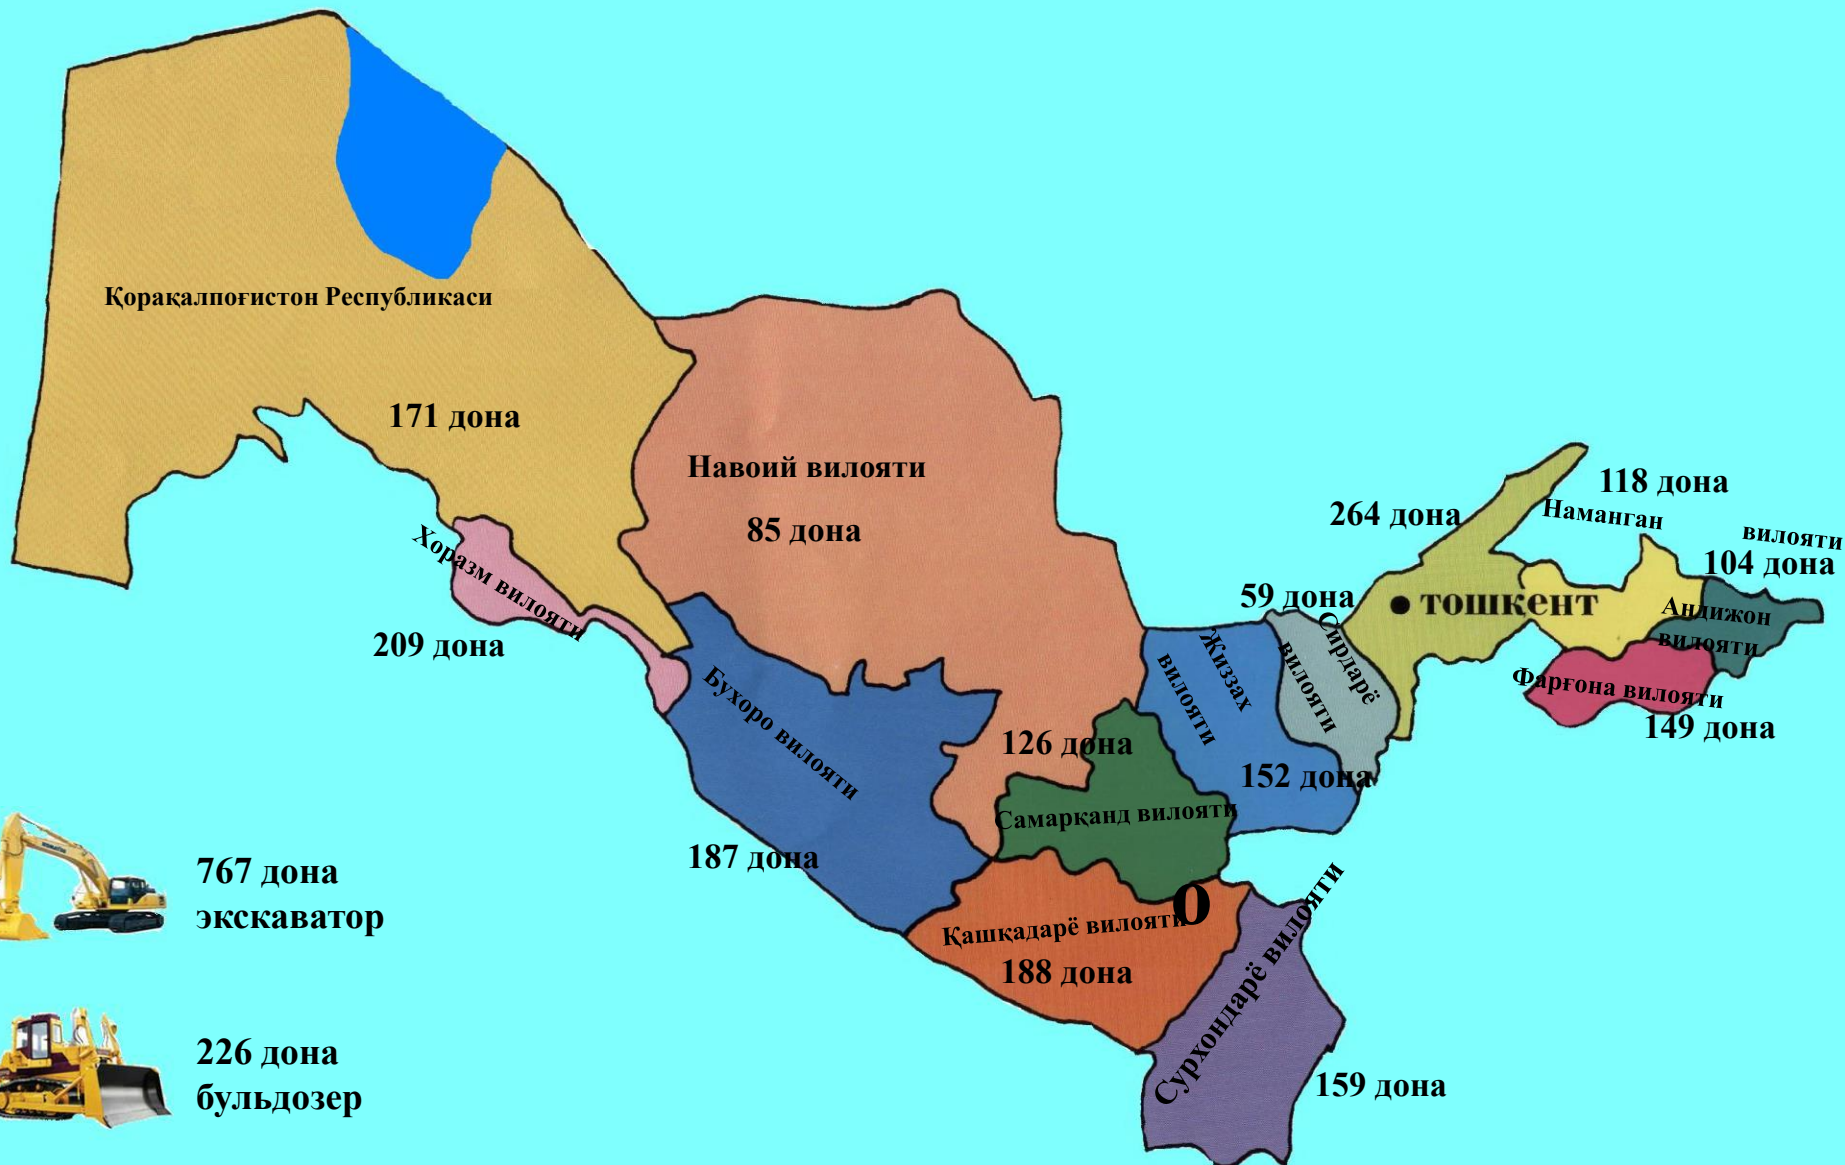 Қорақалпоғистон Республикаси
171 дона
Навоий вилояти
85 дона
118 дона
264 дона
Наманган
вилояти
104 дона
Хоразм вилояти
209 дона
59 дона
Сирдарё
вилояти
ТОШКЕНТ
Андижон
вилояти
Жиззах
вилояти
Фарғона вилояти
149 дона
Бухоро вилояти
126 дона
152 дона
Самарқанд вилояти
187 дона
767 дона
экскаватор
О
Қашқадарё вилояти
188 дона
Сурхондарё вилояти
159 дона
226 дона
бульдозер